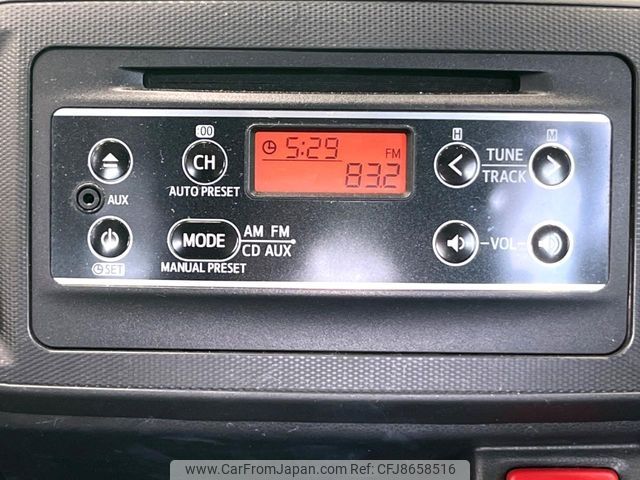 :00
CH
AUTO PRESET
AUX
SET
MODE
AM FM
CD AUX
MANUAL PRESET
5:29
FM
83.2
H
M
TUNE
TRACK
VOL
www.CarFromJapan.com | © CFJ8658516